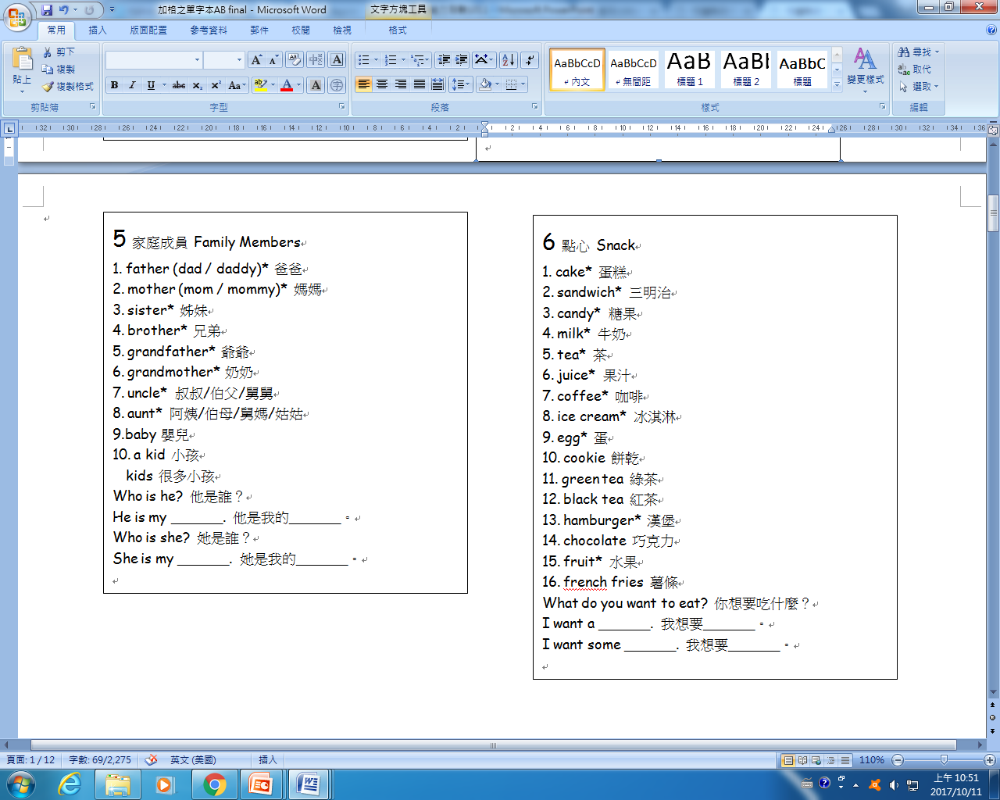 加格之單字本AB final - Microsoft Word
文字方塊工具
常用 插入 版面配置 參考資料 郵件 校閱 檢視 格式
貼上
剪下
複製
複製格式
剪貼簿
字型
段落
AaBbCcD AaBbCcD AaB AaBl AaBbC
內文 無間距 標題 1 標題 2 標題
變更樣式
樣式
尋找
取代
選取
編輯
5 家庭成員 Family Members
1. father (dad / daddy)* 爸爸
2. mother (mom / mommy)* 媽媽
3. sister* 姊妹
4. brother* 兄弟
5. grandfather* 爺爺
6. grandmother* 奶奶
7. uncle* 叔叔/伯父/舅舅
8. aunt* 阿姨/伯母/舅媽/姑姑
9.baby 嬰兒
10. a kid 小孩
kids 很多小孩
Who is he? 他是誰？
He is my _______. 他是我的_______。
Who is she? 她是誰？
She is my _______. 她是我的_______。
6 點心 Snack
1. cake* 蛋糕
2. sandwich* 三明治
3. candy* 糖果
4. milk* 牛奶
5. tea* 茶
6. juice* 果汁
7. coffee* 咖啡
8. ice cream* 冰淇淋
9. egg* 蛋
10. cookie 餅乾
11. green tea 綠茶
12. black tea 紅茶
13. hamburger* 漢堡
14. chocolate 巧克力
15. fruit* 水果
16. french fries 薯條
What do you want to eat? 你想要吃什麼？
I want a _______. 我想要_______。
I want some _______. 我想要_______。
頁面: 1 / 12 字數: 69/2,275 英文 (美國) 插入 110%
上午 10:51
2017/10/11